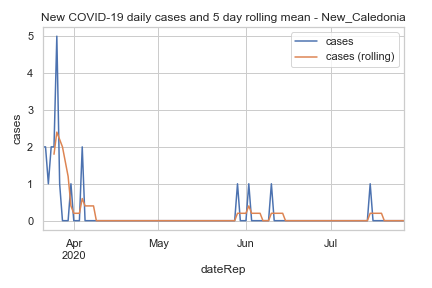 New COVID-19 daily cases and 5 day rolling mean - New_Caledonia
cases
cases (rolling)
5
4
3
2
1
0
cases
Apr
2020
May
Jun
Jul
dateRep